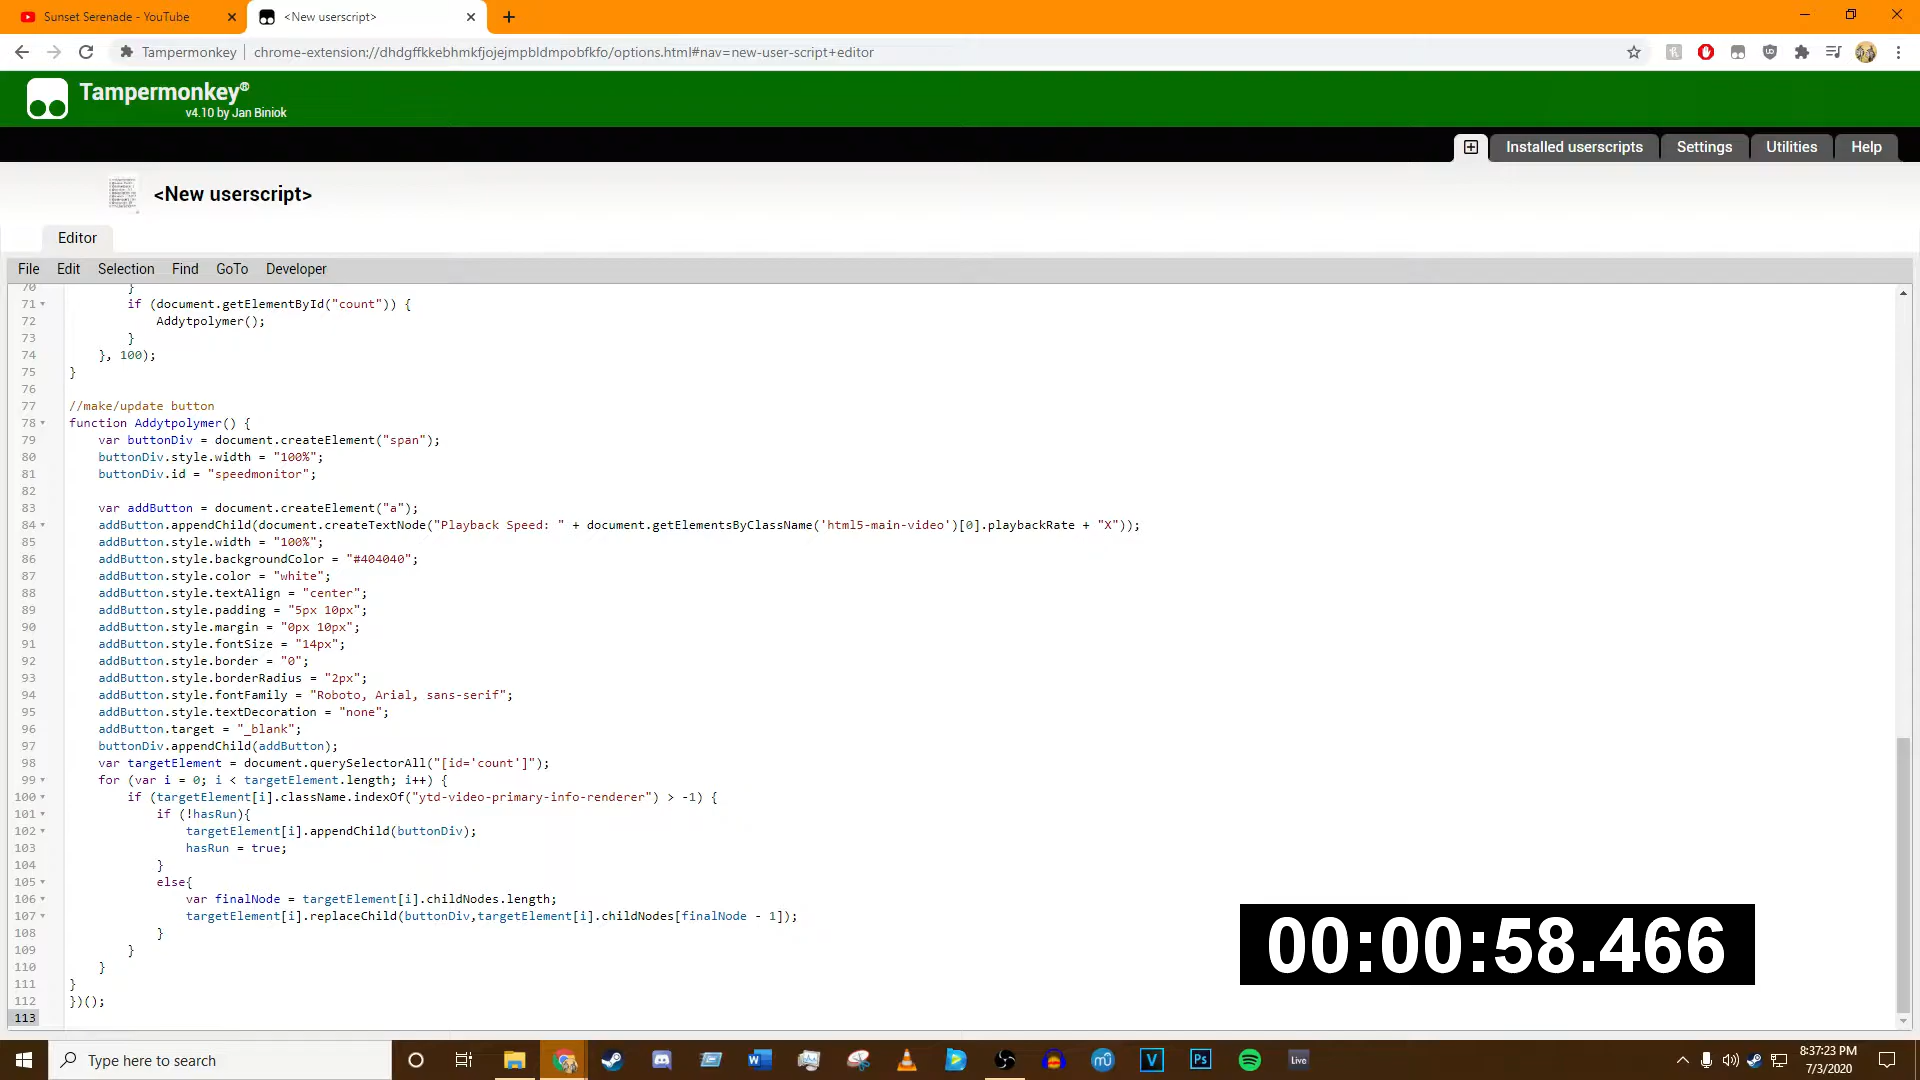 Sunset Serenade - YouTube
<New userscript>
Tampermonkey
chrome-extension://dhdgffkkebhmkfjojejmpbldmpobfkfo/options.html#nav=new-user-script+editor
Tampermonkey®
v4.10 by Jan Biniok
Installed userscripts
Settings
Utilities
Help
<New userscript>
Editor
File Edit Selection Find GoTo Developer
70 }
71 if (document.getElementById("count")) {
72 Addytpolymer();
73 }
74 }, 100);
75 }
76
77 //make/update button
78 function Addytpolymer() {
79 var buttonDiv = document.createElement("span");
80 buttonDiv.style.width = "100%";
81 buttonDiv.id = "speedmonitor";
82
83 var addButton = document.createElement("a");
84 addButton.appendChild(document.createTextNode("Playback Speed: " + document.getElementsByClassName('html5-main-video')[0].playbackRate + "X"));
85 addButton.style.width = "100%";
86 addButton.style.backgroundColor = "#404040";
87 addButton.style.color = "white";
88 addButton.style.textAlign = "center";
89 addButton.style.padding = "5px 10px";
90 addButton.style.margin = "0px 10px";
91 addButton.style.fontSize = "14px";
92 addButton.style.border = "0";
93 addButton.style.borderRadius = "2px";
94 addButton.style.fontFamily = "Roboto, Arial, sans-serif";
95 addButton.style.textDecoration = "none";
96 addButton.target = "_blank";
97 buttonDiv.appendChild(addButton);
98 var targetElement = document.querySelectorAll("[id='count']");
99 for (var i = 0; i < targetElement.length; i++) {
100 if (targetElement[i].className.indexOf("ytd-video-primary-info-renderer") > -1) {
101 if (!hasRun){
102 targetElement[i].appendChild(buttonDiv);
103 hasRun = true;
104 }
105 else{
106 var finalNode = targetElement[i].childNodes.length;
107 targetElement[i].replaceChild(buttonDiv,targetElement[i].childNodes[finalNode - 1]);
108 }
109 }
110 }
111 }
112 })();
113
00:00:58.466
Type here to search
V
Ps
Live
8:37:23 PM
7/3/2020